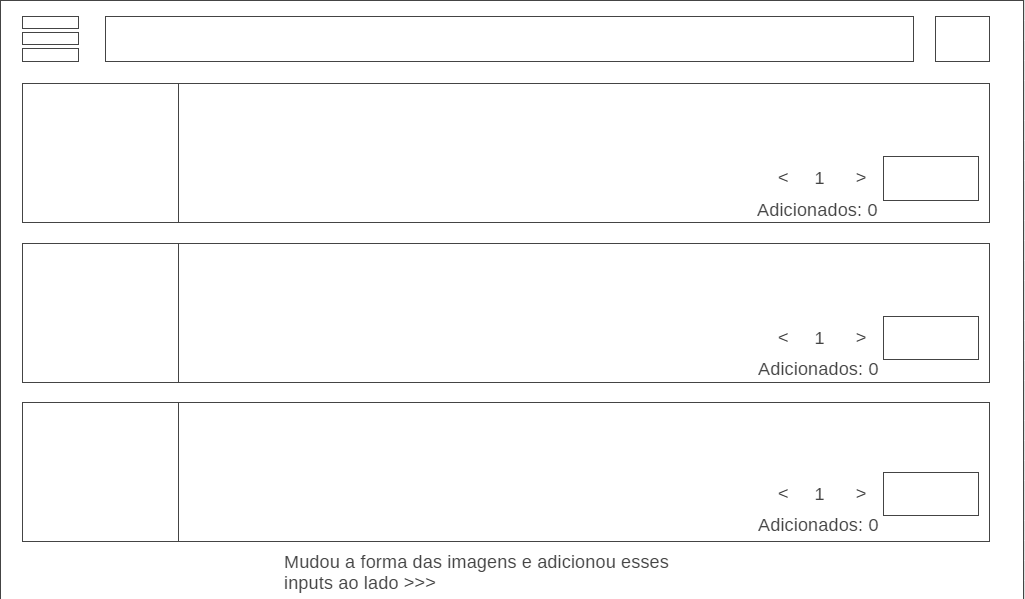 < 1 >
Adicionados: 0
< 1 >
Adicionados: 0
< 1 >
Adicionados: 0
Mudou a forma das imagens e adicionou esses
inputs ao lado >>>